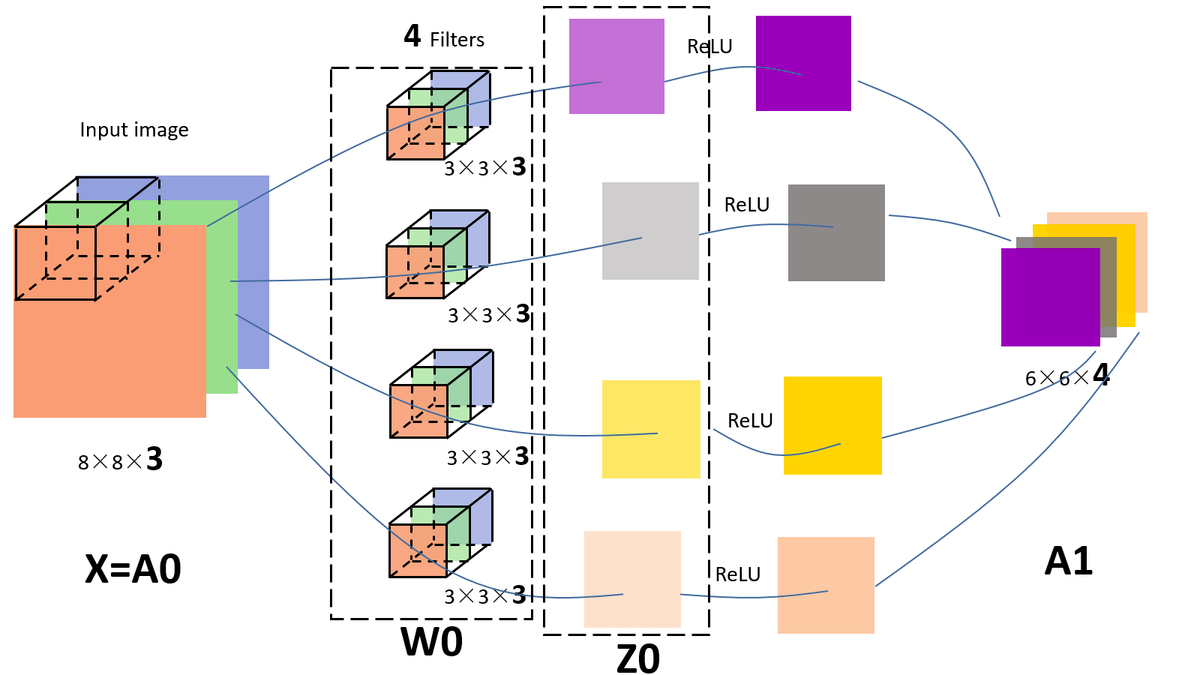 4 Filters
Input image
3×3×3
3×3×3
3×3×3
3×3×3
8×8×3
X=A0
W0
Z0
ReLU
ReLU
ReLU
ReLU
6×6×4
A1